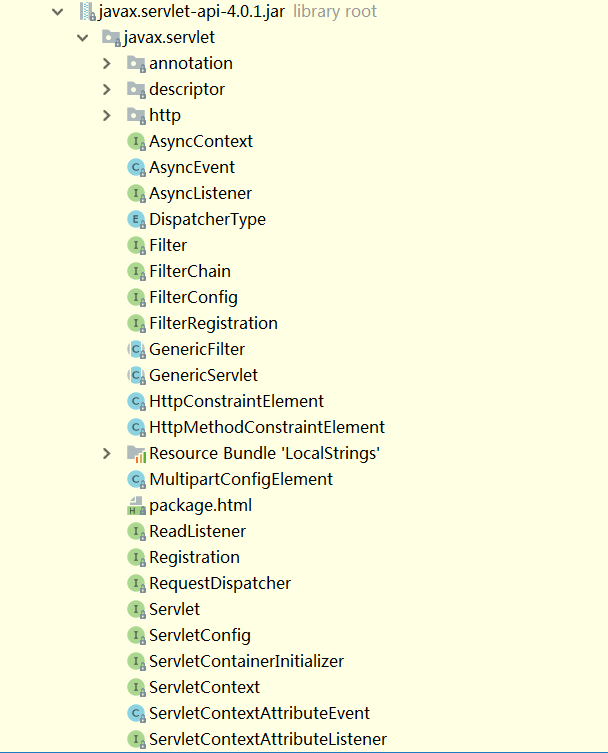 javax.servlet-api-4.0.1.jar library root
javax.servlet
annotation
descriptor
http
I AsyncContext
C AsyncEvent
I AsyncListener
E DispatcherType
I Filter
I FilterChain
I FilterConfig
I FilterRegistration
C GenericFilter
C GenericServlet
C HttpConstraintElement
C HttpMethodConstraintElement
Resource Bundle 'LocalStrings'
C MultipartConfigElement
H package.html
I ReadListener
I Registration
I RequestDispatcher
I Servlet
I ServletConfig
I ServletContainerInitializer
I ServletContext
C ServletContextAttributeEvent
I ServletContextAttributeListener